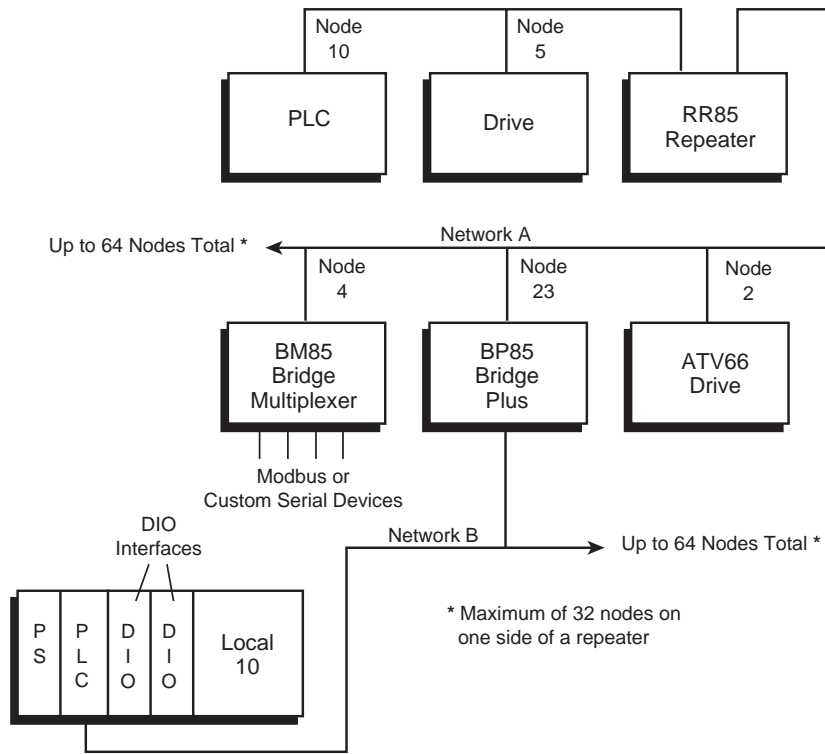 Node
10
Node
5
PLC
Drive
RR85
Repeater
Network A
Up to 64 Nodes Total *
Node
4
Node
23
Node
2
BM85
Bridge
Multiplexer
BP85
Bridge
Plus
ATV66
Drive
Modbus or
Custom Serial Devices
DIO
Interfaces
Network B
Up to 64 Nodes Total *
* Maximum of 32 nodes on
one side of a repeater
P
S
P
L
C
D
I
O
D
I
O
Local
10